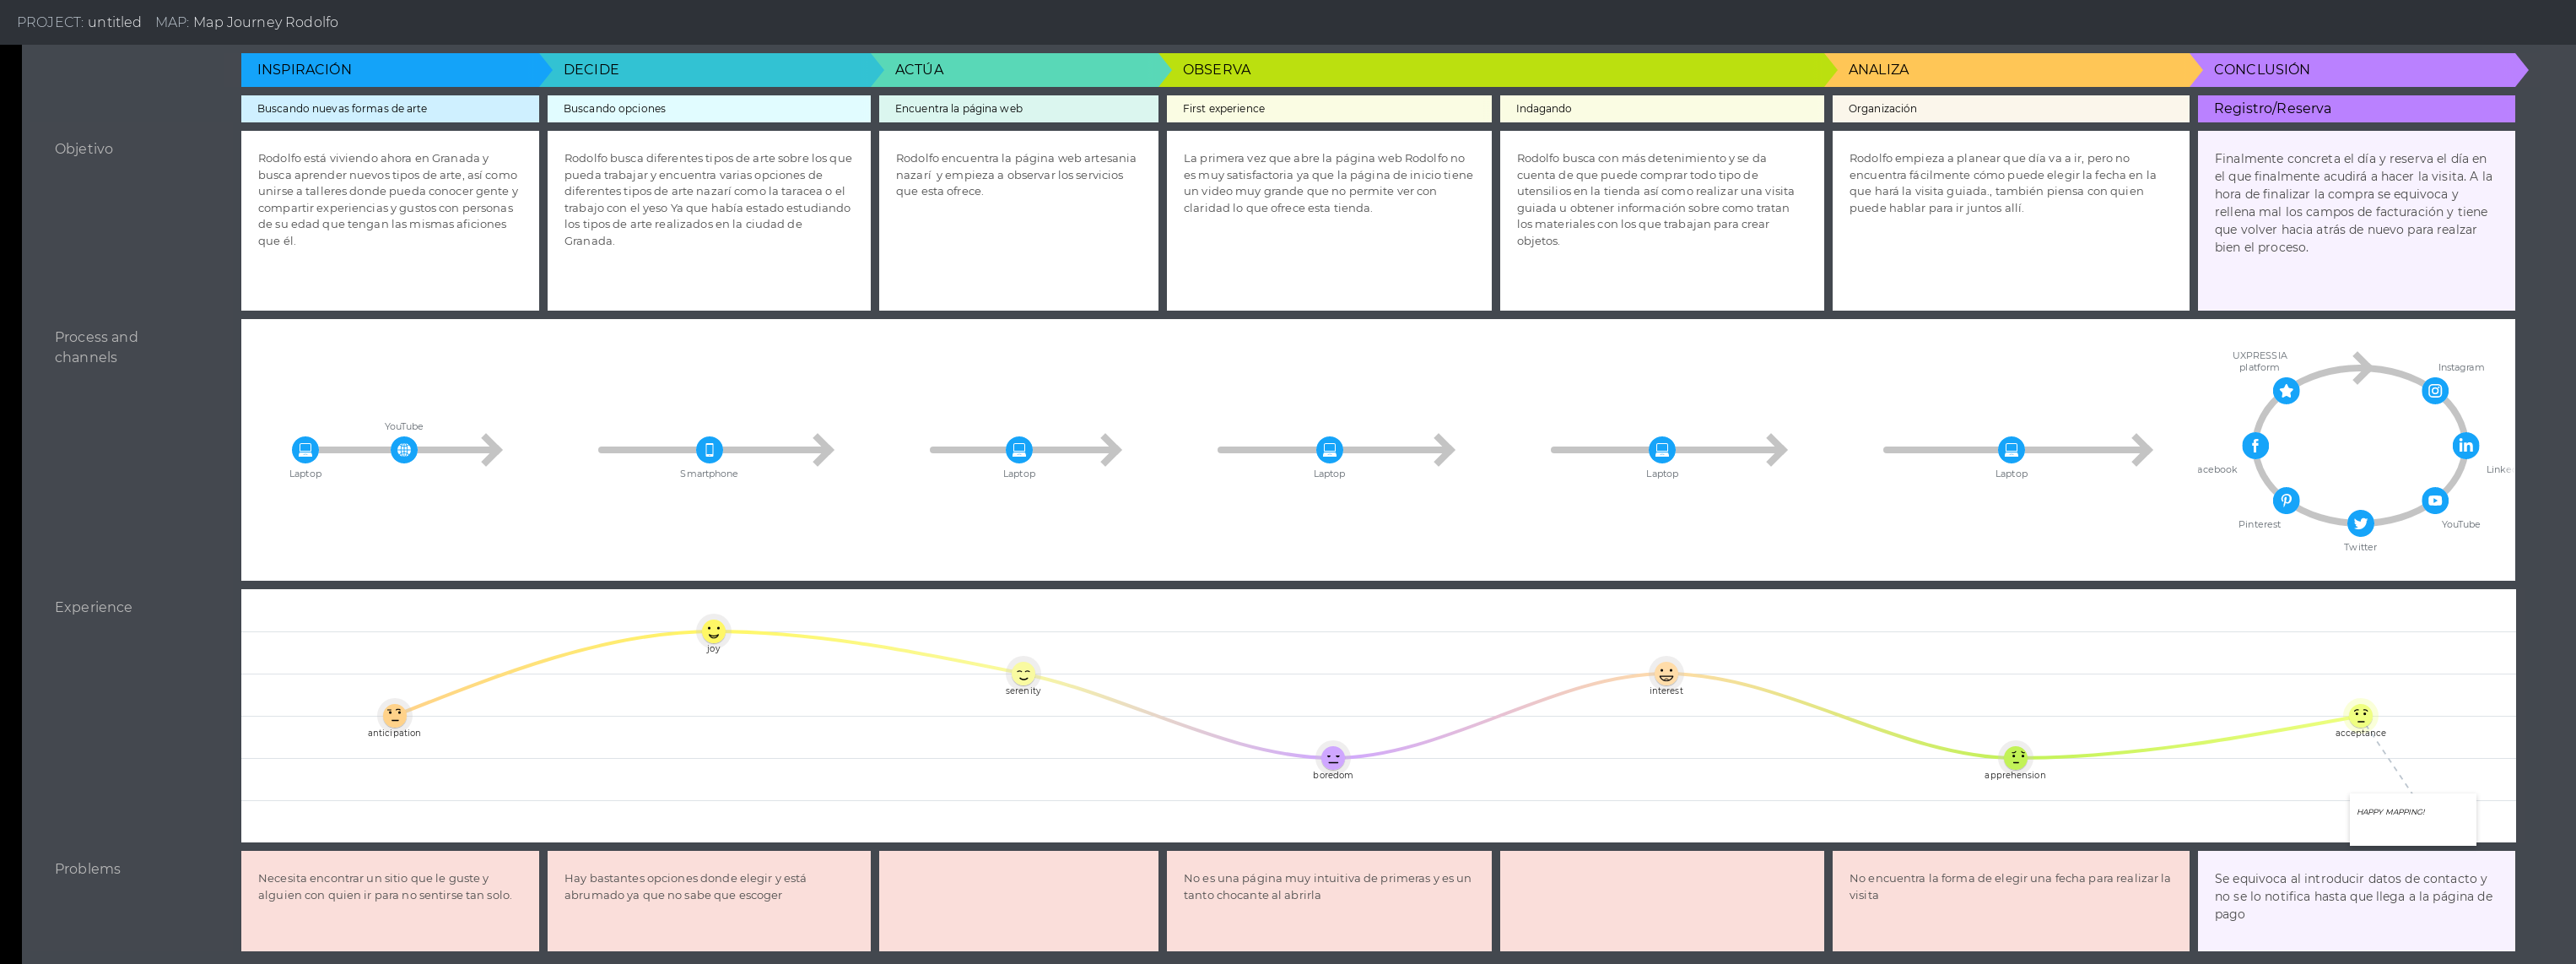 PROJECT: untitled MAP: Map Journey Rodolfo
INSPIRACIÓN
DECIDE
ACTÚA
OBSERVA
ANALIZA
CONCLUSIÓN
Buscando nuevas formas de arte
Buscando opciones
Encuentra la página web
First experience
Indagando
Organización
Registro/Reserva
Objetivo
Rodolfo está viviendo ahora en Granada y
busca aprender nuevos tipos de arte, así como
unirse a talleres donde pueda conocer gente y
compartir experiencias y gustos con personas
de su edad que tengan las mismas aficiones
que él.
Rodolfo busca diferentes tipos de arte sobre los que
pueda trabajar y encuentra varias opciones de
diferentes tipos de arte nazarí como la taracea o el
trabajo con el yeso Ya que había estado estudiando
los tipos de arte realizados en la ciudad de
Granada.
Rodolfo encuentra la página web artesania
nazarí y empieza a observar los servicios
que esta ofrece.
La primera vez que abre la página web Rodolfo no
es muy satisfactoria ya que la página de inicio tiene
un video muy grande que no permite ver con
claridad lo que ofrece esta tienda.
Rodolfo busca con más detenimiento y se da
cuenta de que puede comprar todo tipo de
utensilios en la tienda así como realizar una visita
guiada u obtener información sobre como tratan
los materiales con los que trabajan para crear
objetos.
Rodolfo empieza a planear que día va a ir, pero no
encuentra fácilmente cómo puede elegir la fecha en la
que hará la visita guiada., también piensa con quien
puede hablar para ir juntos allí.
Finalmente concreta el día y reserva el día en
el que finalmente acudirá a hacer la visita. A la
hora de finalizar la compra se equivoca y
rellena mal los campos de facturación y tiene
que volver hacia atrás de nuevo para realzar
bien el proceso.
Process and
channels
Laptop
YouTube
Smartphone
Laptop
Laptop
Laptop
Laptop
UXPRESSIA
platform
Instagram
acebook
Linke
Pinterest
YouTube
Twitter
Experience
anticipation
joy
serenity
boredom
interest
apprehension
acceptance
HAPPY MAPPING!
Problems
Necesita encontrar un sitio que le guste y
alguien con quien ir para no sentirse tan solo.
Hay bastantes opciones donde elegir y está
abrumado ya que no sabe que escoger
No es una página muy intuitiva de primeras y es un
tanto chocante al abrirla
No encuentra la forma de elegir una fecha para realizar la
visita
Se equivoca al introducir datos de contacto y
no se lo notifica hasta que llega a la página de
pago